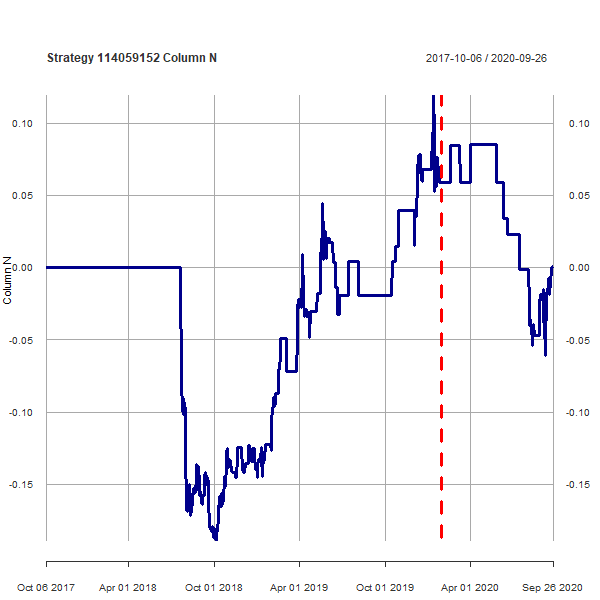 Strategy 114059152 Column N
2017-10-06 / 2020-09-26
0.10 0.10
0.05 0.05
0.00 0.00
Column N
-0.05 -0.05
-0.10 -0.10
-0.15 -0.15
Oct 06 2017 Apr 01 2018 Oct 01 2018 Apr 01 2019 Oct 01 2019 Apr 01 2020 Sep 26 2020